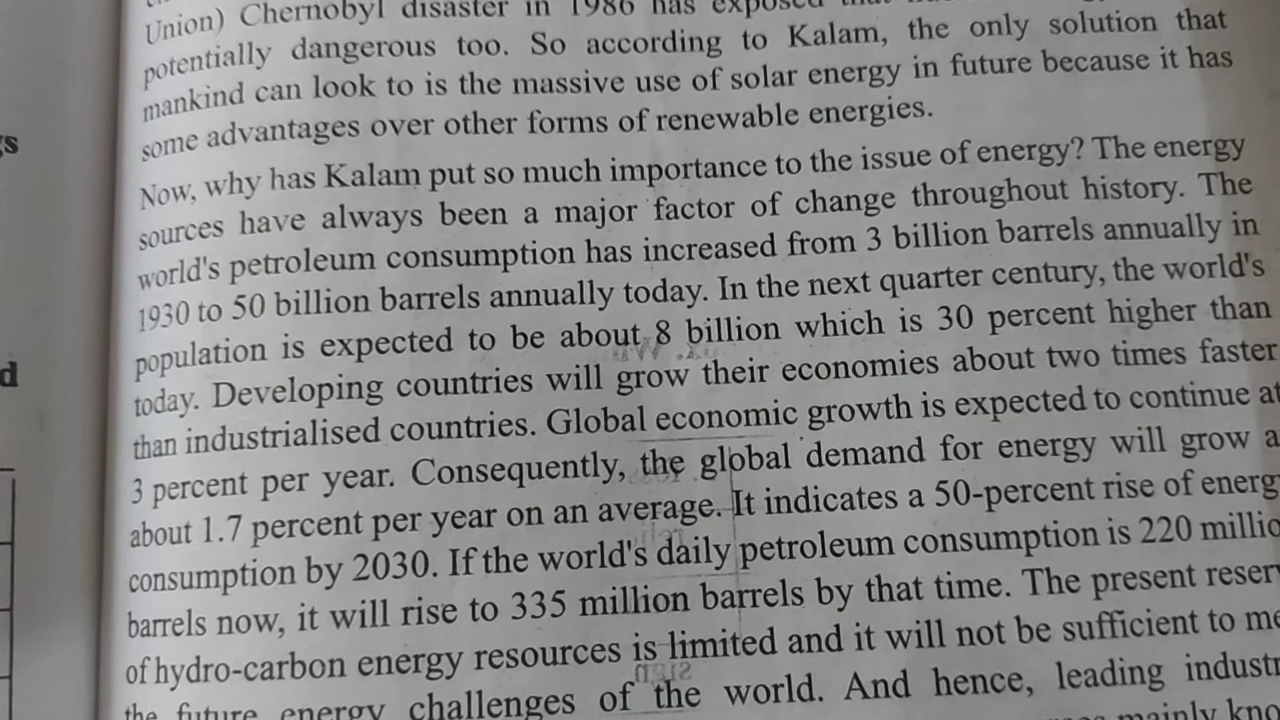 Union) Chernobyl disaster in 1986 has exposed that
potentially dangerous too. So according to Kalam, the only solution that
mankind can look to is the massive use of solar energy in future because it has
some advantages over other forms of renewable energies.
Now, why has Kalam put so much importance to the issue of energy? The energy
sources have always been a major factor of change throughout history. The
world's petroleum consumption has increased from 3 billion barrels annually in
1930 to 50 billion barrels annually today. In the next quarter century, the world's
population is expected to be about 8 billion which is 30 percent higher than
today. Developing countries will grow their economies about two times faster
than industrialised countries. Global economic growth is expected to continue at
3 percent per year. Consequently, the global demand for energy will grow a
about 1.7 percent per year on an average. It indicates a 50-percent rise of energ
consumption by 2030. If the world's daily petroleum consumption is 220 millio
barrels now, it will rise to 335 million barrels by that time. The present reser
of hydro-carbon energy resources is limited and it will not be sufficient to me
the future energy challenges of the world. And hence, leading industr
mainly kno